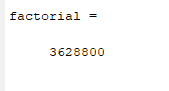 factorial =
3628800